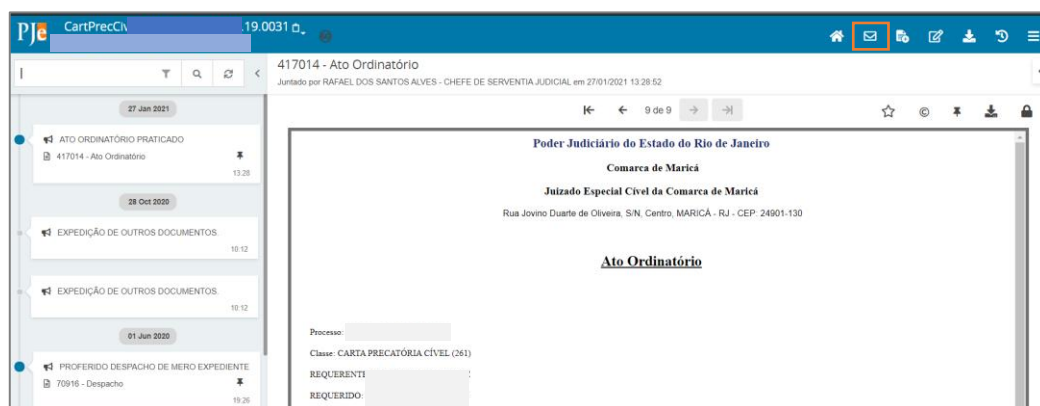 PJe CartPrecCiv .19.0031
417014 - Ato Ordinatório
Juntado por RAFAEL DOS SANTOS ALVES - CHEFE DE SERVENTIA JUDICIAL em 27/01/2021 13:28:52
9 de 9
27 Jan 2021
ATO ORDINATÓRIO PRATICADO
417014 - Ato Ordinatório
13:28
28 Oct 2020
EXPEDIÇÃO DE OUTROS DOCUMENTOS.
10:12
EXPEDIÇÃO DE OUTROS DOCUMENTOS.
10:12
01 Jun 2020
PROFERIDO DESPACHO DE MERO EXPEDIENTE
70916 - Despacho
19:26
Poder Judiciário do Estado do Rio de Janeiro
Comarca de Maricá
Juizado Especial Cível da Comarca de Maricá
Rua Jovino Duarte de Oliveira, S/N, Centro, MARICÁ - RJ - CEP: 24901-130
Ato Ordinatório
Processo:
Classe: CARTA PRECATÓRIA CÍVEL (261)
REQUERENTE
REQUERIDO: